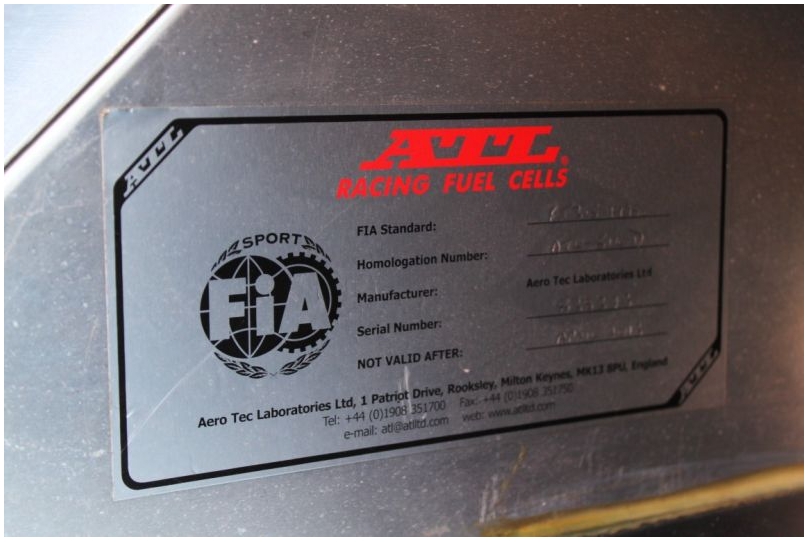 ATL
ATL®
RACING FUEL CELLS
SPORT
FiA
FIA Standard:
Homologation Number:
Manufacturer: Aero Tec Laboratories Ltd
Serial Number:
NOT VALID AFTER:
Aero Tec Laboratories Ltd, 1 Patriot Drive, Rooksley, Milton Keynes, MK13 8PU, England
Tel: +44 (0)1908 351700 Fax: +44 (0)1908 351750
e-mail: atl@atlltd.com web: www.atlltd.com
ATL